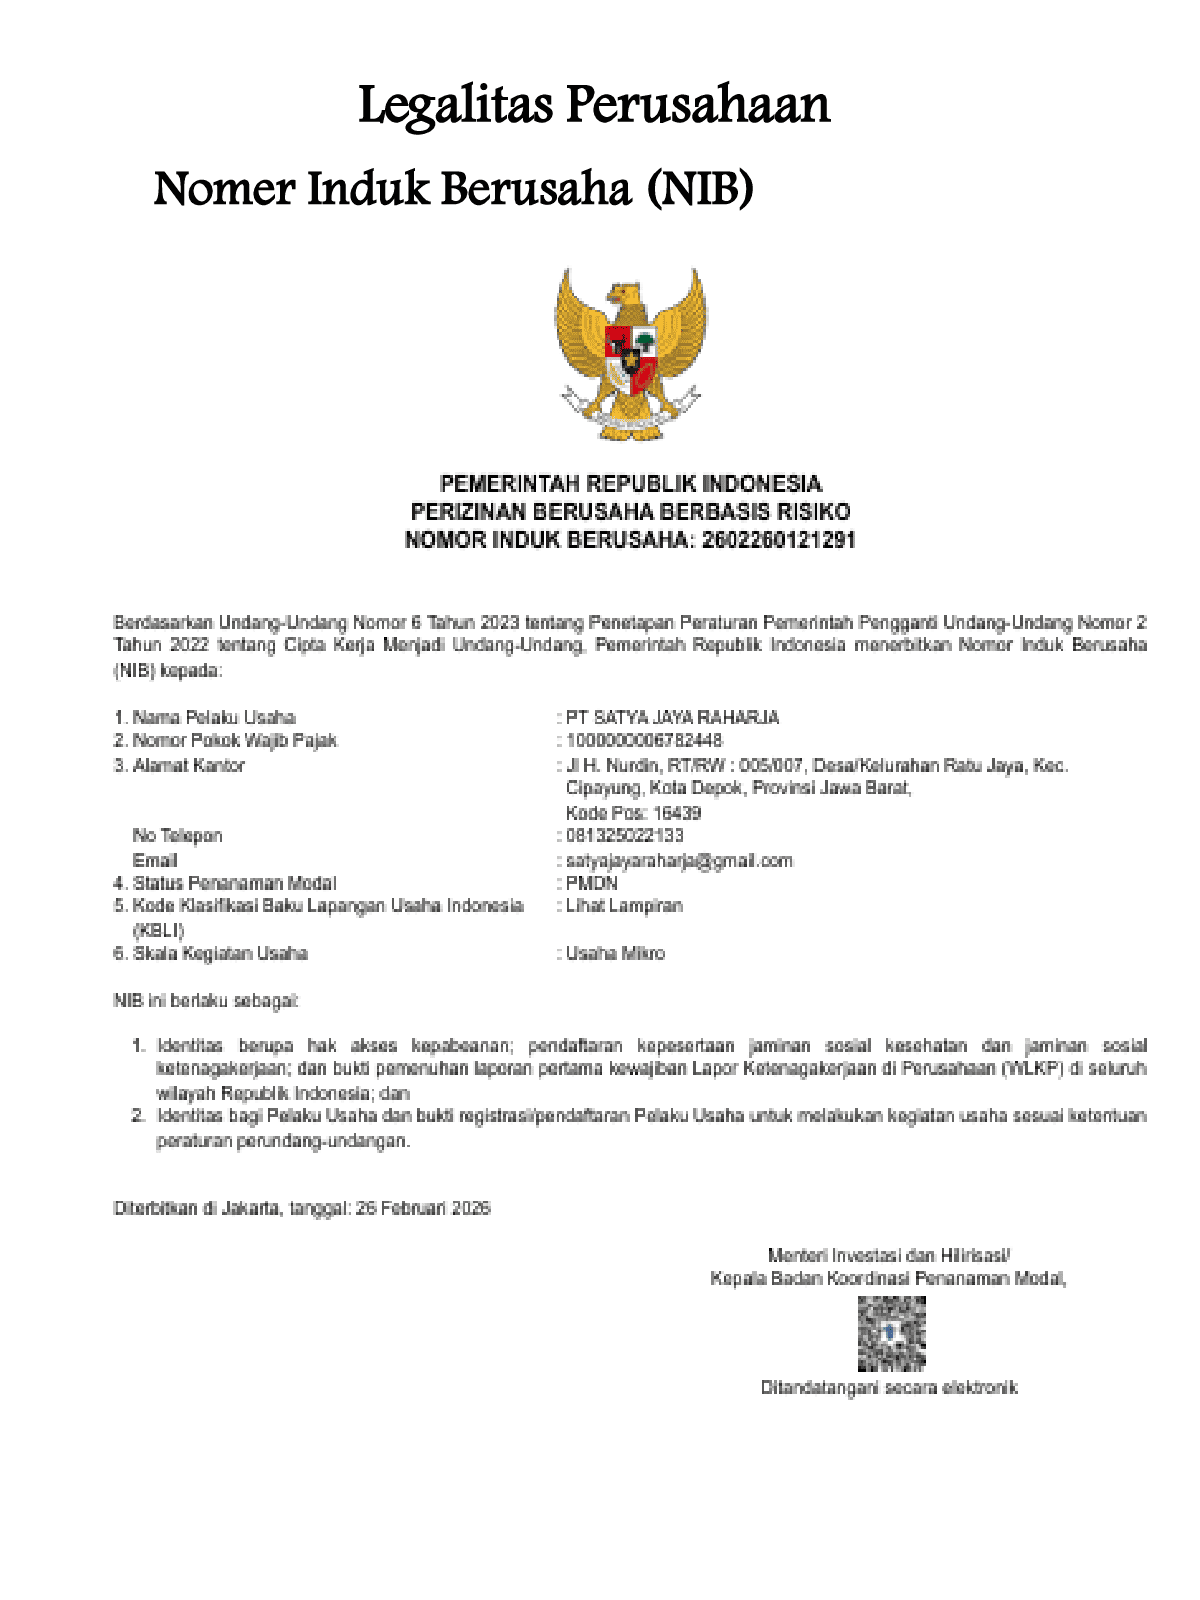 Legalitas Perusahaan
Nomer Induk Berusaha (NIB)
PEMERINTAH REPUBLIK INDONESIA
PERIZINAN BERUSAHA BERBASIS RISIKO
NOMOR INDUK BERUSAHA: 2602260121291
Berdasarkan Undang-Undang Nomor 6 Tahun 2023 tentang Penetapan Peraturan Pemerintah Pengganti Undang-Undang Nomor 2
Tahun 2022 tentang Cipta Kerja Menjadi Undang-Undang, Pemerintah Republik Indonesia menerbitkan Nomor Induk Berusaha
(NIB) kepada:
1. Nama Pelaku Usaha : PT SATYA JAYA RAHARJA
2. Nomor Pokok Wajib Pajak : 1000000006782448
3. Alamat Kantor : Jl H. Nurdin, RT/RW : 005/007, Desa/Kelurahan Ratu Jaya, Kec.
Cipayung, Kota Depok, Provinsi Jawa Barat,
Kode Pos: 16439
No Telepon : 081325022133
Email : satyajayaraharja@gmail.com
4. Status Penanaman Modal : PMDN
5. Kode Klasifikasi Baku Lapangan Usaha Indonesia : Lihat Lampiran
(KBLI)
6. Skala Kegiatan Usaha : Usaha Mikro
NIB ini berlaku sebagai:
1. Identitas berupa hak akses kepabeanan; pendaftaran kepesertaan jaminan sosial kesehatan dan jaminan sosial
ketenagakerjaan; dan bukti pemenuhan laporan pertama kewajiban Lapor Ketenagakerjaan di Perusahaan (WLKP) di seluruh
wilayah Republik Indonesia; dan
2. Identitas bagi Pelaku Usaha dan bukti registrasi/pendaftaran Pelaku Usaha untuk melakukan kegiatan usaha sesuai ketentuan
peraturan perundang-undangan.
Diterbitkan di Jakarta, tanggal: 26 Februari 2026
Menteri Investasi dan Hilirisasi/
Kepala Badan Koordinasi Penanaman Modal,
Ditandatangani secara elektronik